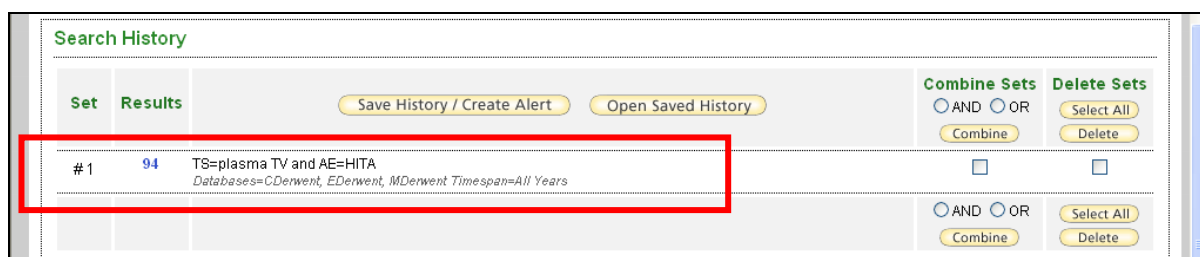 Search History
Combine Sets Delete Sets
Set Results Save History / Create Alert Open Saved History AND OR Select All
Combine Delete
#1 94 TS=plasma TV and AE=HITA
Databases=CDerwent, EDerwent, MDerwent Timespan=All Years
AND OR Select All
Combine Delete